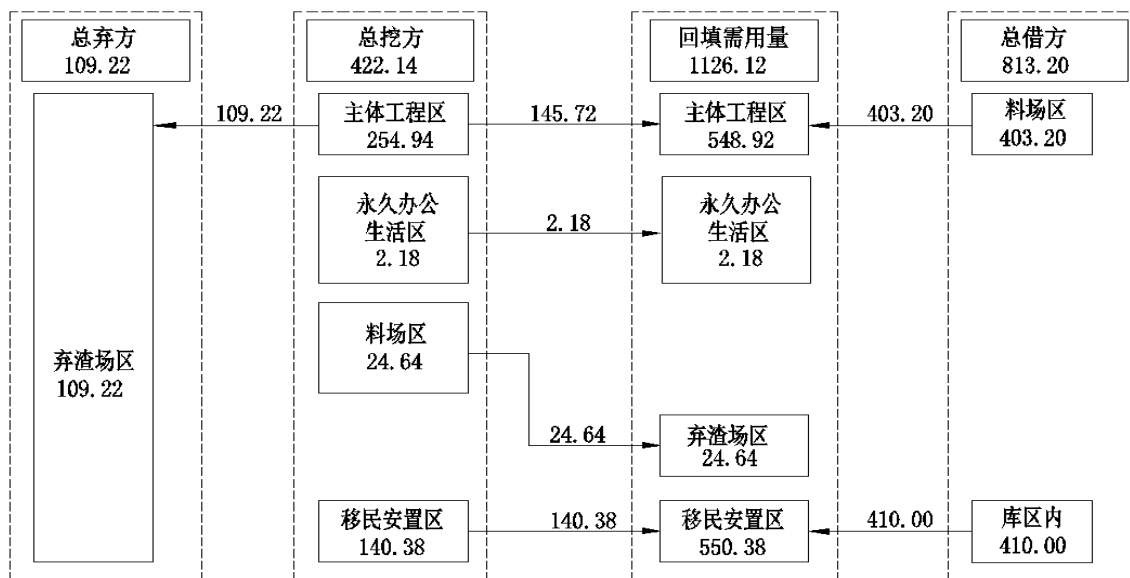 总弃方
109.22
总挖方
422.14
回填需用量
1126.12
总借方
813.20
109.22
主体工程区
254.94
145.72
主体工程区
548.92
403.20
料场区
403.20
永久办公
生活区
2.18
2.18
永久办公
生活区
2.18
料场区
24.64
弃渣场区
109.22
24.64
弃渣场区
24.64
移民安置区
140.38
140.38
移民安置区
550.38
410.00
库区内
410.00